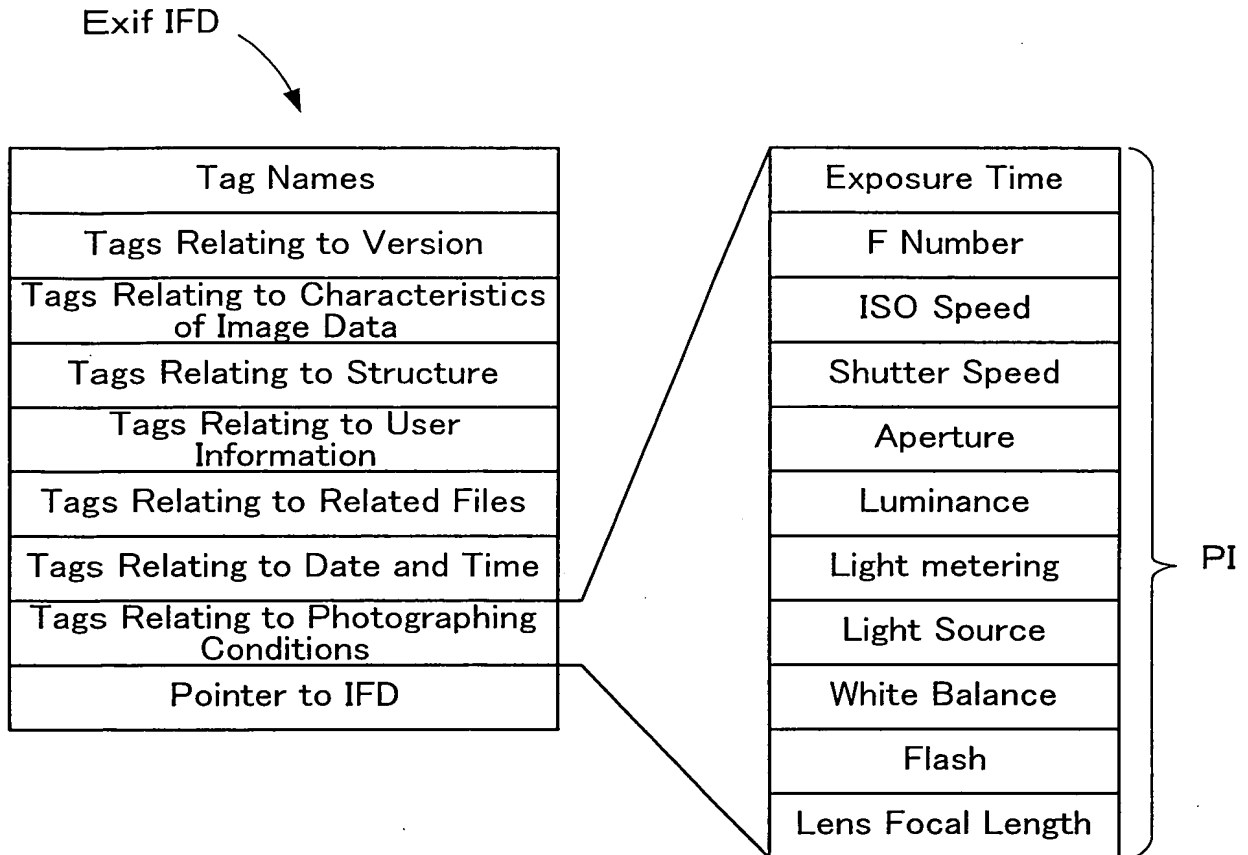 Exif IFD
Tag Names
Tags Relating to Version
Tags Relating to Characteristics
of Image Data
Tags Relating to Structure
Tags Relating to User
Information
Tags Relating to Related Files
Tags Relating to Date and Time
Tags Relating to Photographing
Conditions
Pointer to IFD
Exposure Time
F Number
ISO Speed
Shutter Speed
Aperture
Luminance
Light metering
Light Source
White Balance
Flash
Lens Focal Length
PI